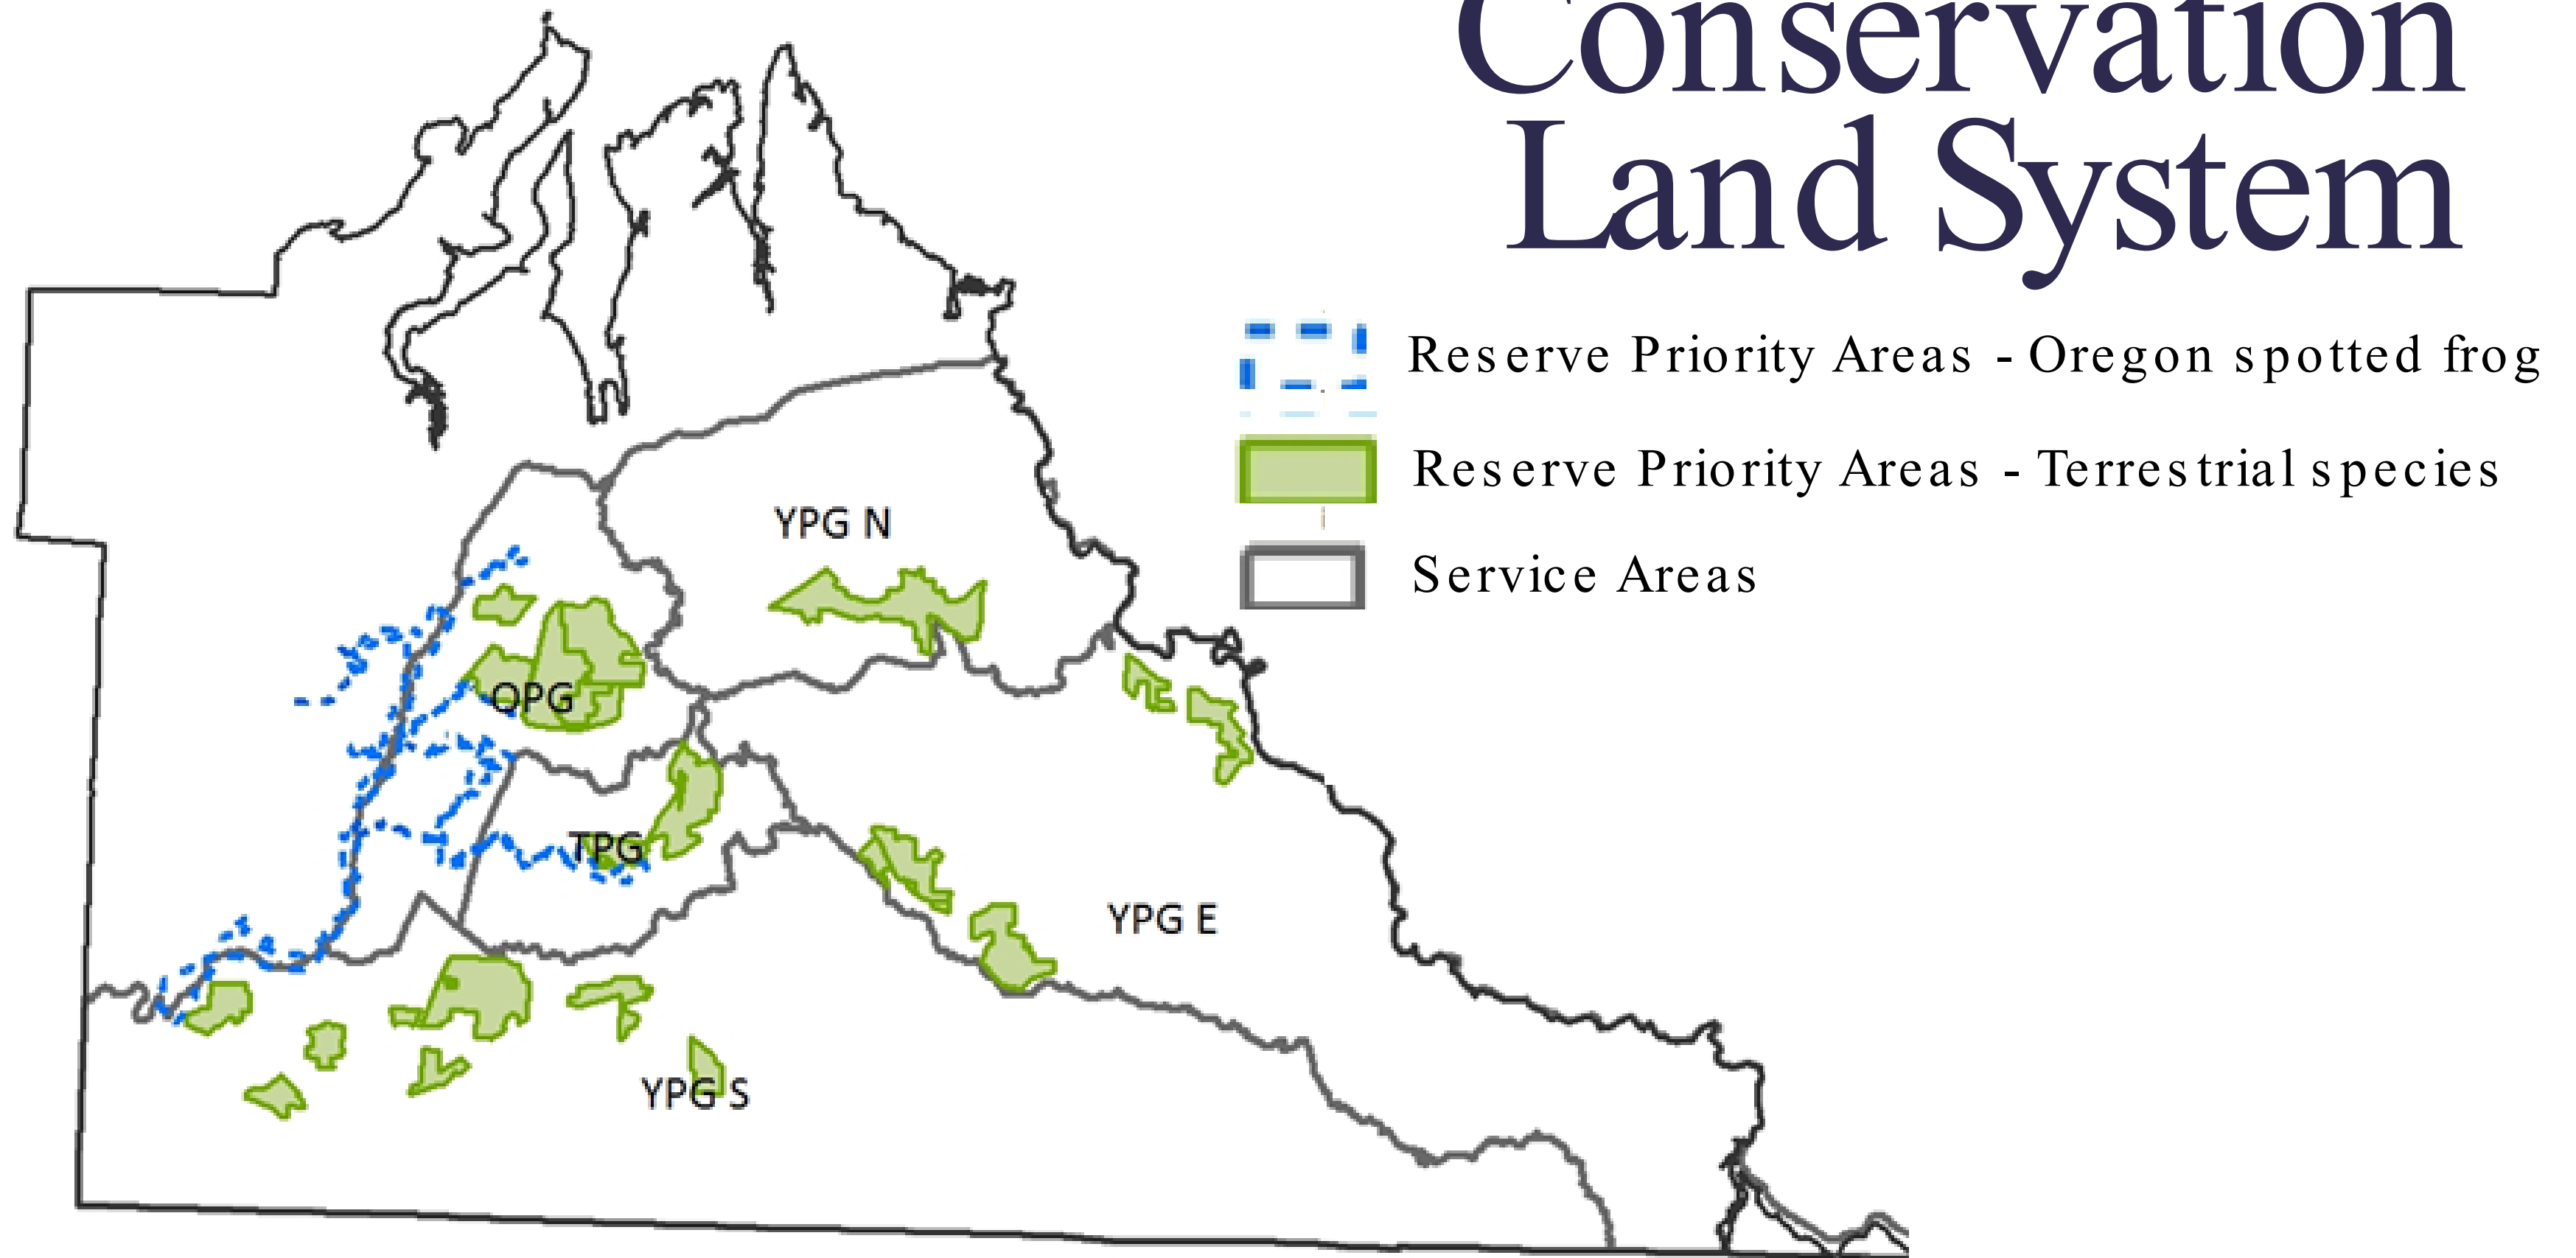 Conservation
Land System
Reserve Priority Areas - Oregon spotted frog
Reserve Priority Areas - Terrestrial species
Service Areas
YPG N
OPG
TPG
YPG E
YPG S